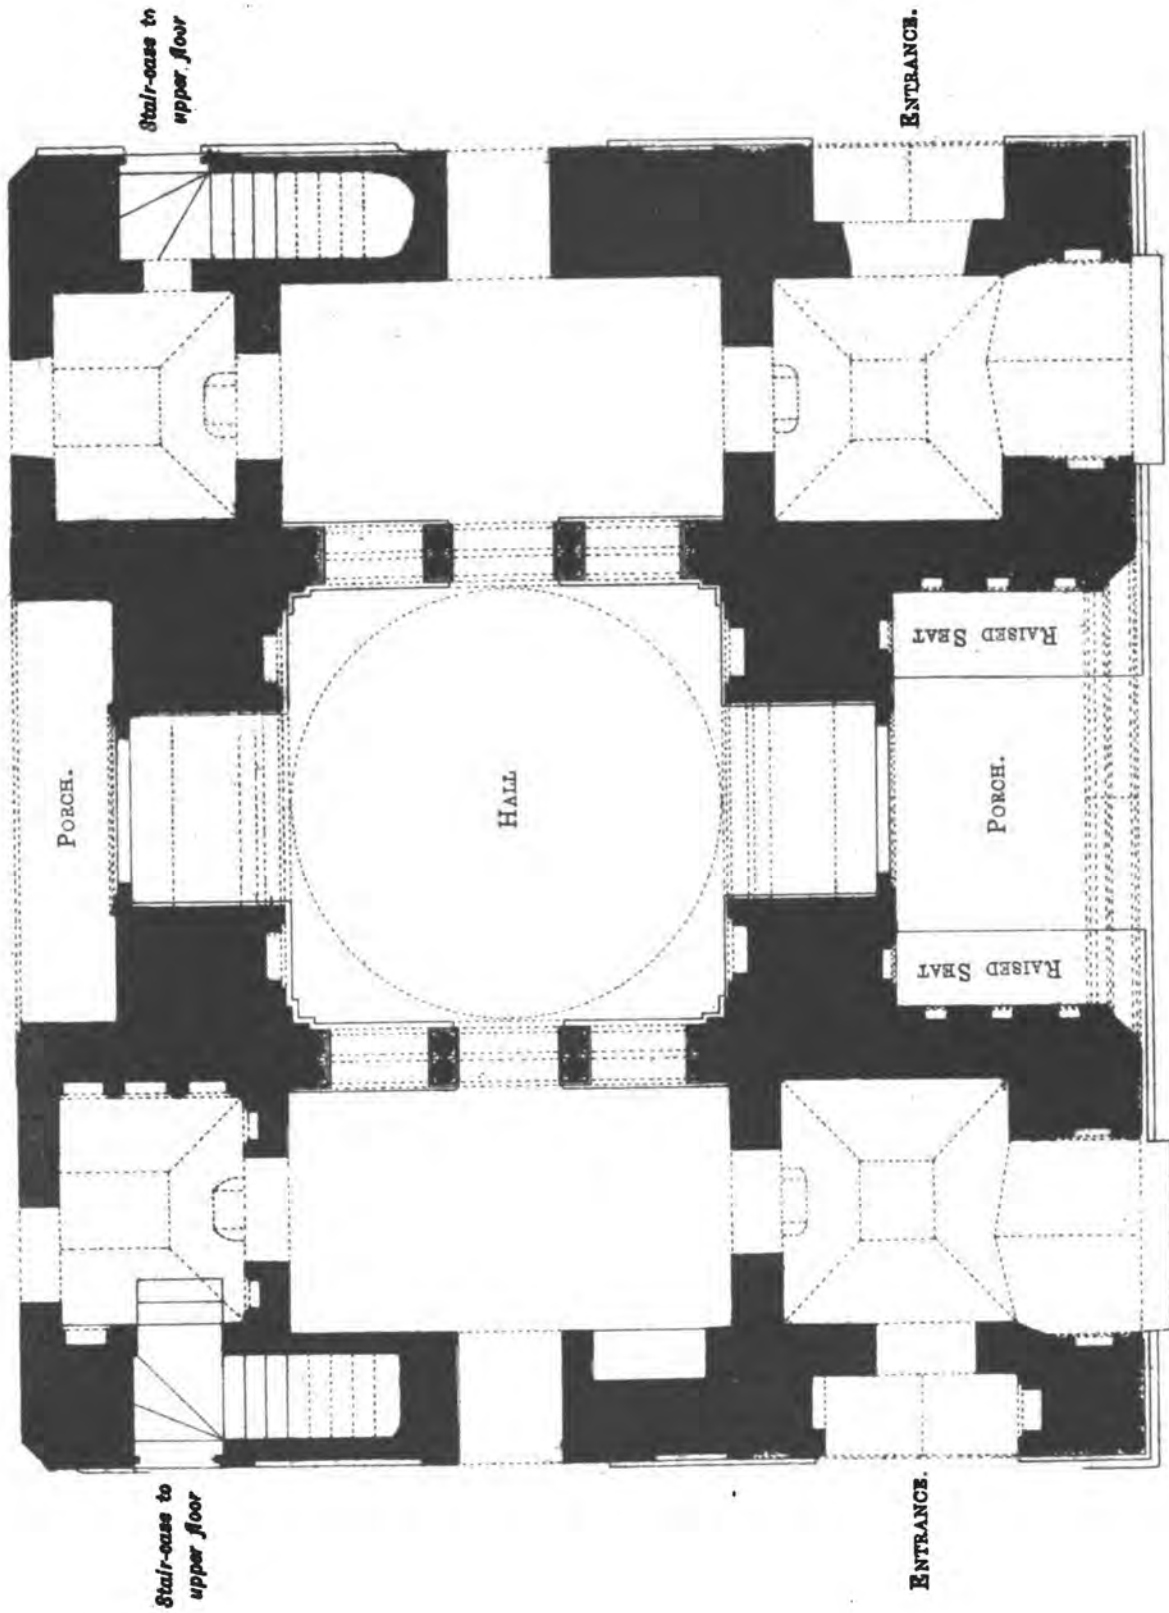 PORCH.
Stair-case to
upper floor
Stair-case to
upper floor
HALL
ENTRANCE.
RAISED SEAT
PORCH.
RAISED SEAT
ENTRANCE.